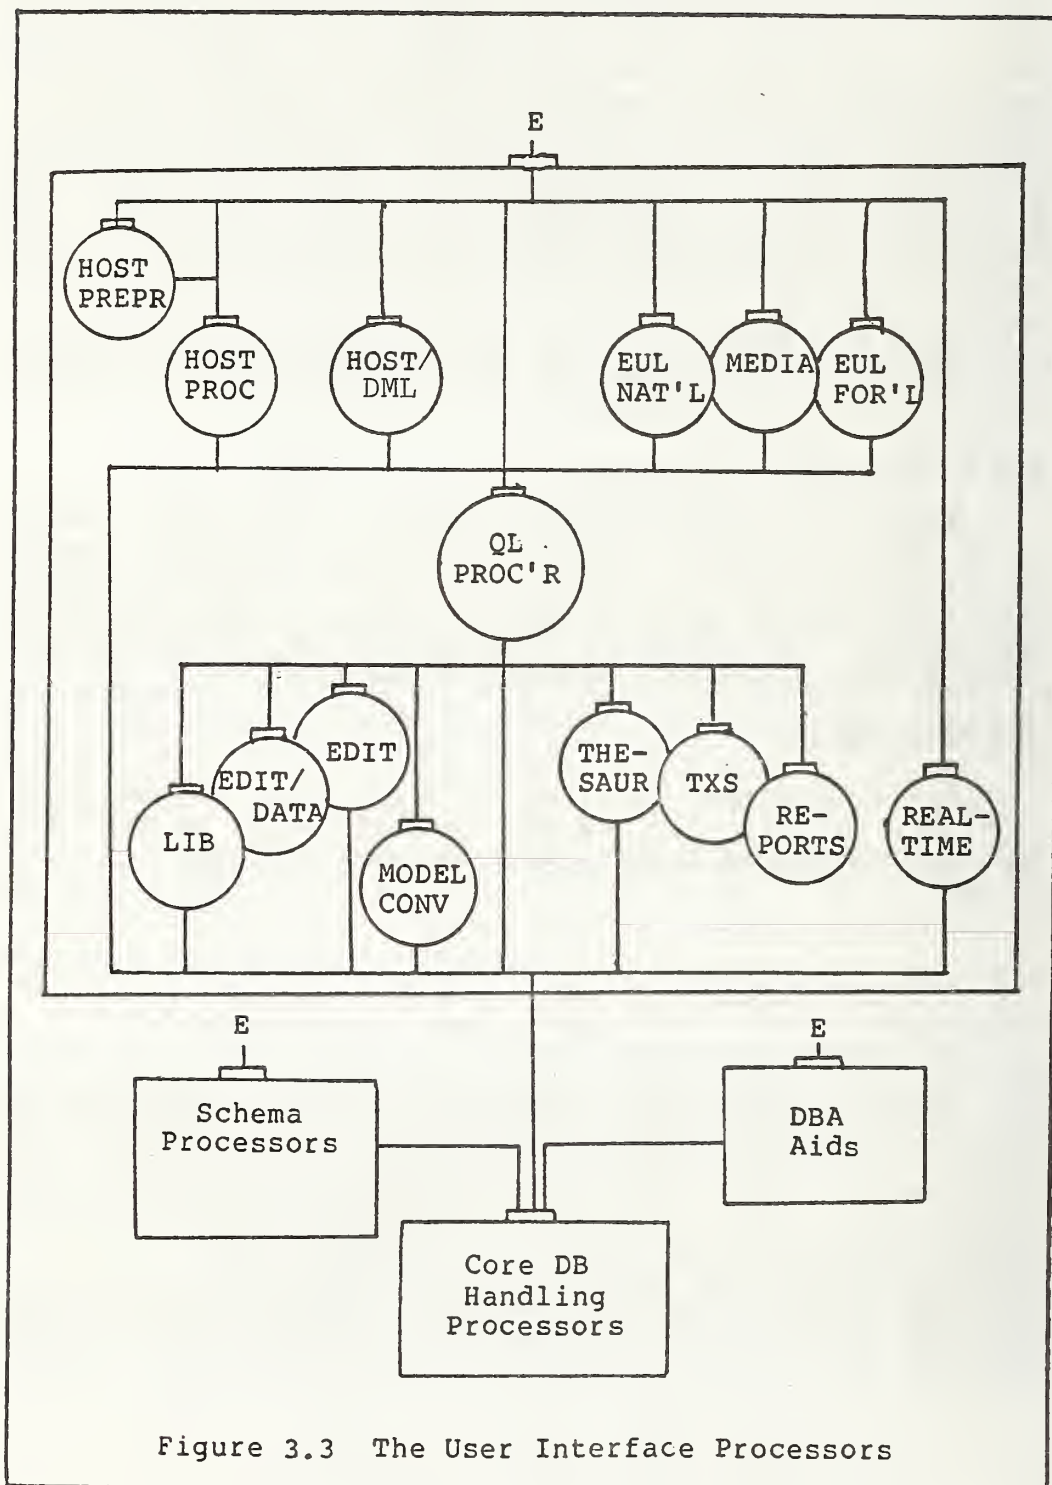 E
HOST
PREPR
HOST
PROC
HOST/
DML
EUL
NAT'L
MEDIA
EUL
FOR'L
QL
PROC'R
LIB
EDIT/
DATA
EDIT
MODEL
CONV
THE-
SAUR
TXS
RE-
PORTS
REAL-
TIME
E
Schema
Processors
E
DBA
Aids
Core DB
Handling
Processors
Figure 3.3 The User Interface Processors